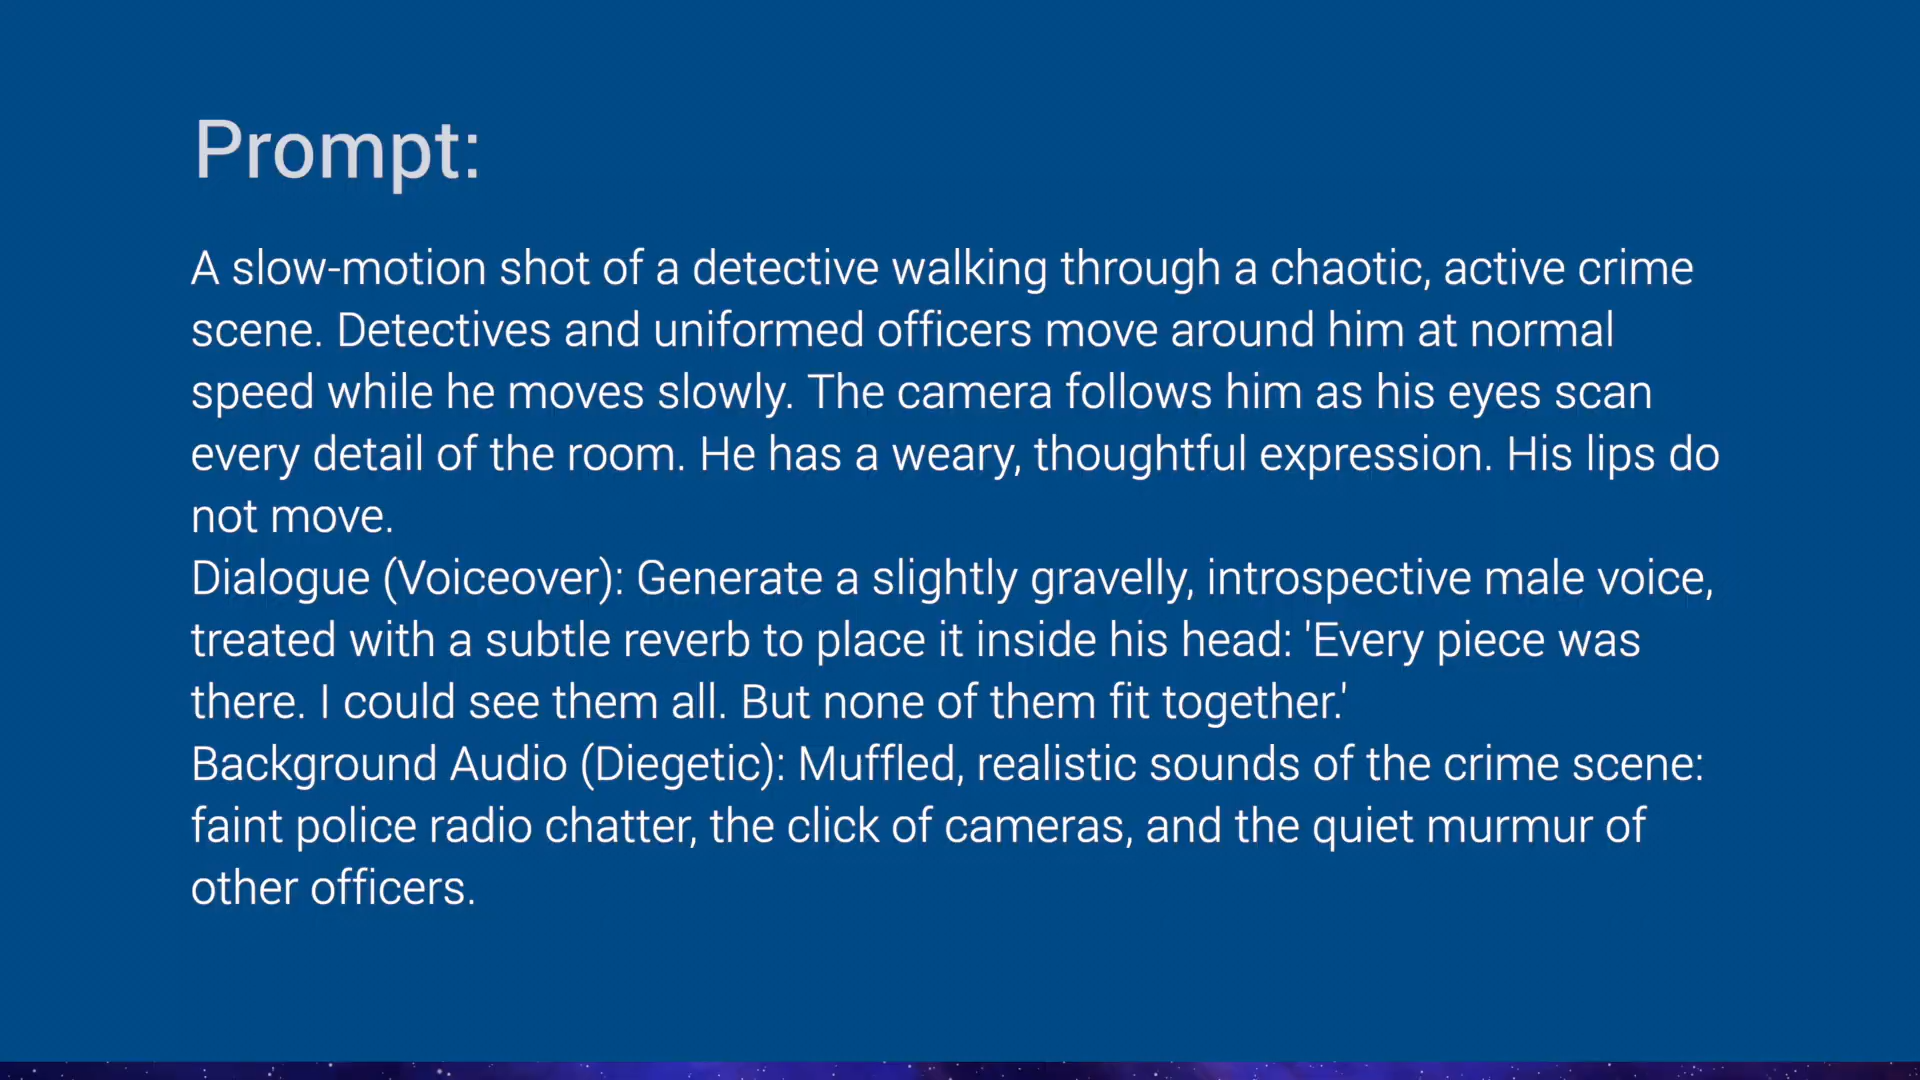 Prompt:
A slow-motion shot of a detective walking through a chaotic, active crime
scene. Detectives and uniformed officers move around him at normal
speed while he moves slowly. The camera follows him as his eyes scan
every detail of the room. He has a weary, thoughtful expression. His lips do
not move.
Dialogue (Voiceover): Generate a slightly gravelly, introspective male voice,
treated with a subtle reverb to place it inside his head: 'Every piece was
there. I could see them all. But none of them fit together.'
Background Audio (Diegetic): Muffled, realistic sounds of the crime scene:
faint police radio chatter, the click of cameras, and the quiet murmur of
other officers.